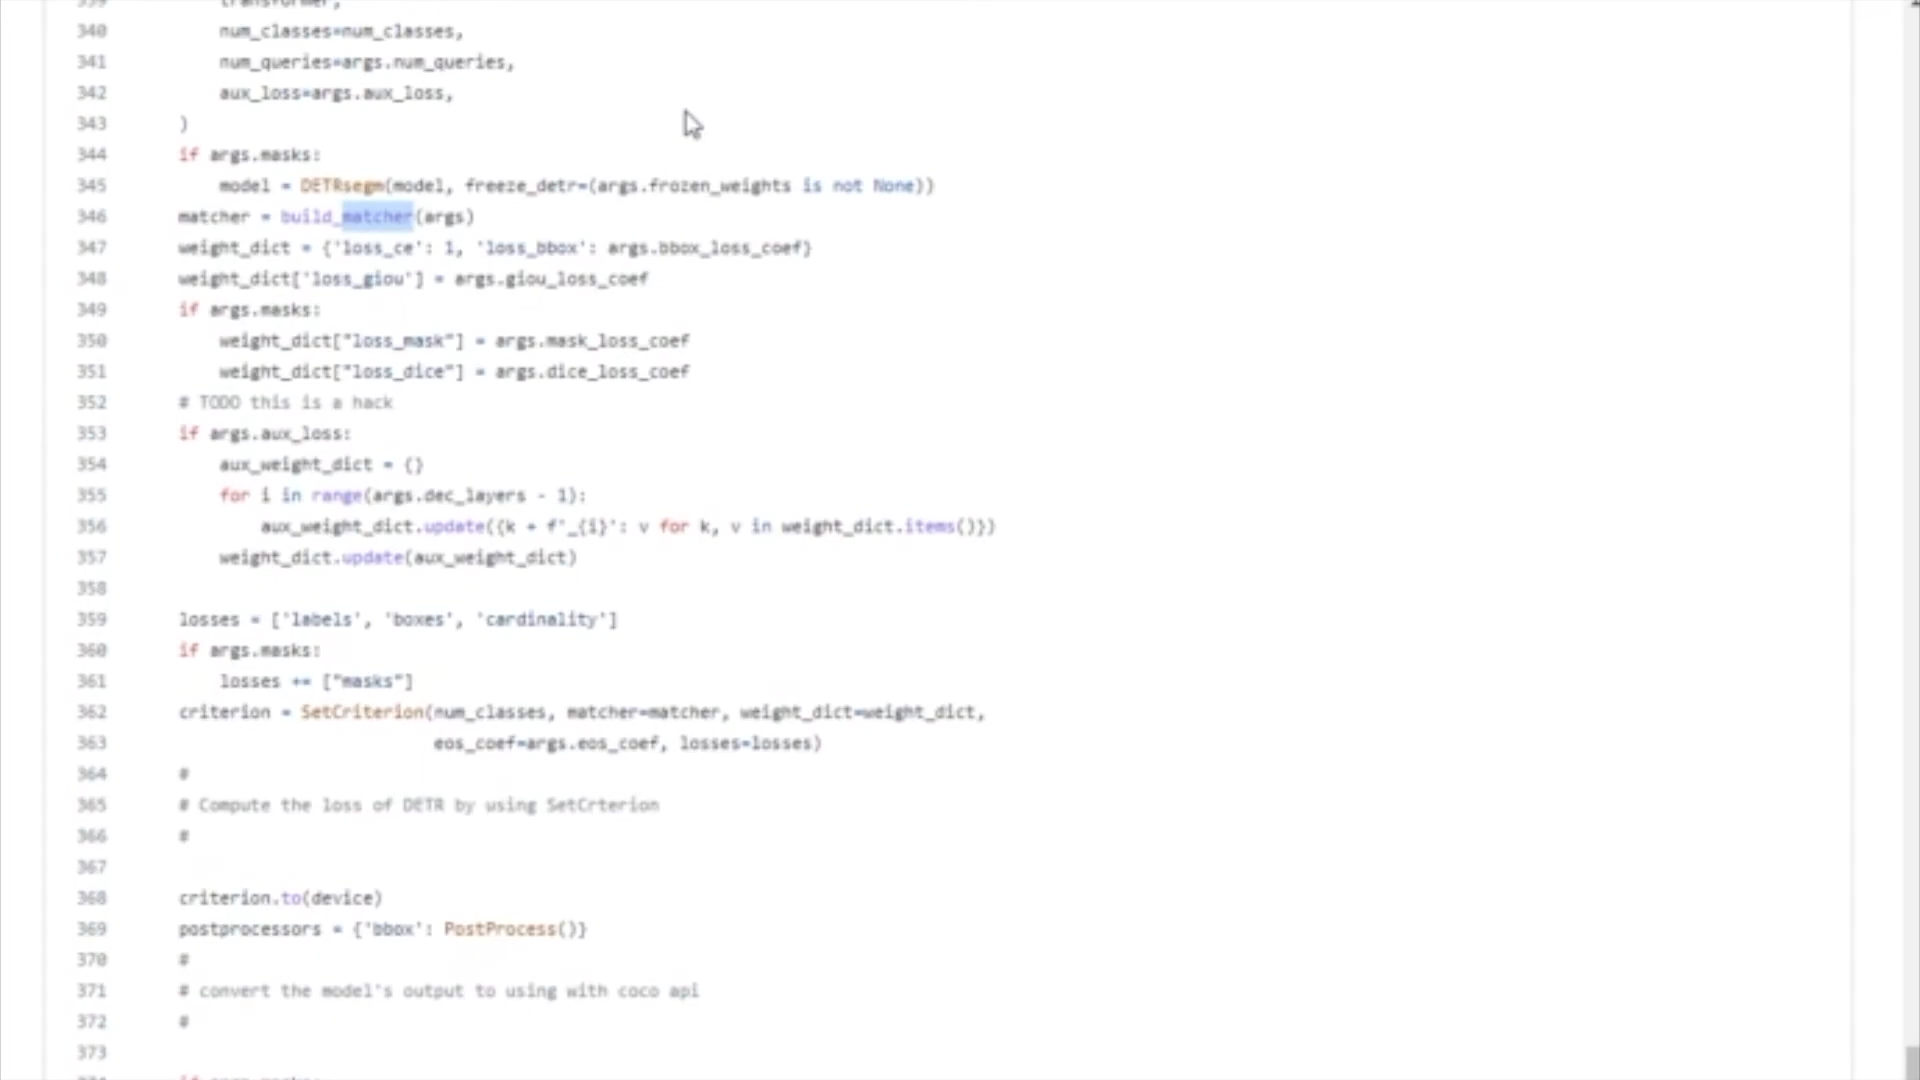 transformer,
340 num_classes=num_classes,
341 num_queries=args.num_queries,
342 aux_loss=args.aux_loss,
343 )
344 if args.masks:
345 model = DETRsegm(model, freeze_detr=(args.frozen_weights is not None))
346 matcher = build_matcher(args)
347 weight_dict = {'loss_ce': 1, 'loss_bbox': args.bbox_loss_coef}
348 weight_dict['loss_giou'] = args.giou_loss_coef
349 if args.masks:
350 weight_dict["loss_mask"] = args.mask_loss_coef
351 weight_dict["loss_dice"] = args.dice_loss_coef
352 # TODO this is a hack
353 if args.aux_loss:
354 aux_weight_dict = {}
355 for i in range(args.dec_layers - 1):
356 aux_weight_dict.update({k + f'_{i}': v for k, v in weight_dict.items()})
357 weight_dict.update(aux_weight_dict)
358
359 losses = ['labels', 'boxes', 'cardinality']
360 if args.masks:
361 losses += ["masks"]
362 criterion = SetCriterion(num_classes, matcher=matcher, weight_dict=weight_dict,
363 eos_coef=args.eos_coef, losses=losses)
364 #
365 # Compute the loss of DETR by using SetCrterion
366 #
367
368 criterion.to(device)
369 postprocessors = {'bbox': PostProcess()}
370 #
371 # convert the model's output to using with coco api
372 #
373